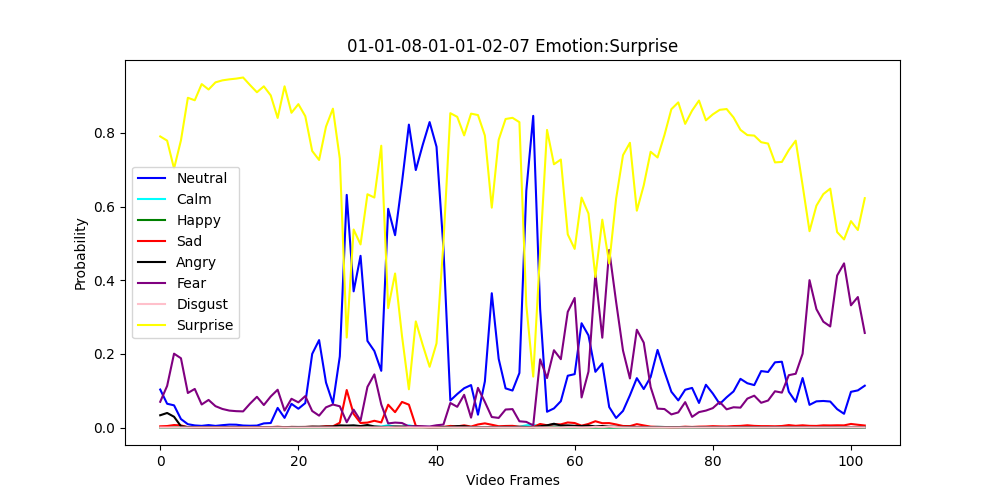 01-01-08-01-01-02-07 Emotion:Surprise
Probability
0.8
0.6
0.4
0.2
0.0
Neutral
Calm
Happy
Sad
Angry
Fear
Disgust
Surprise
0 20 40 60 80 100
Video Frames